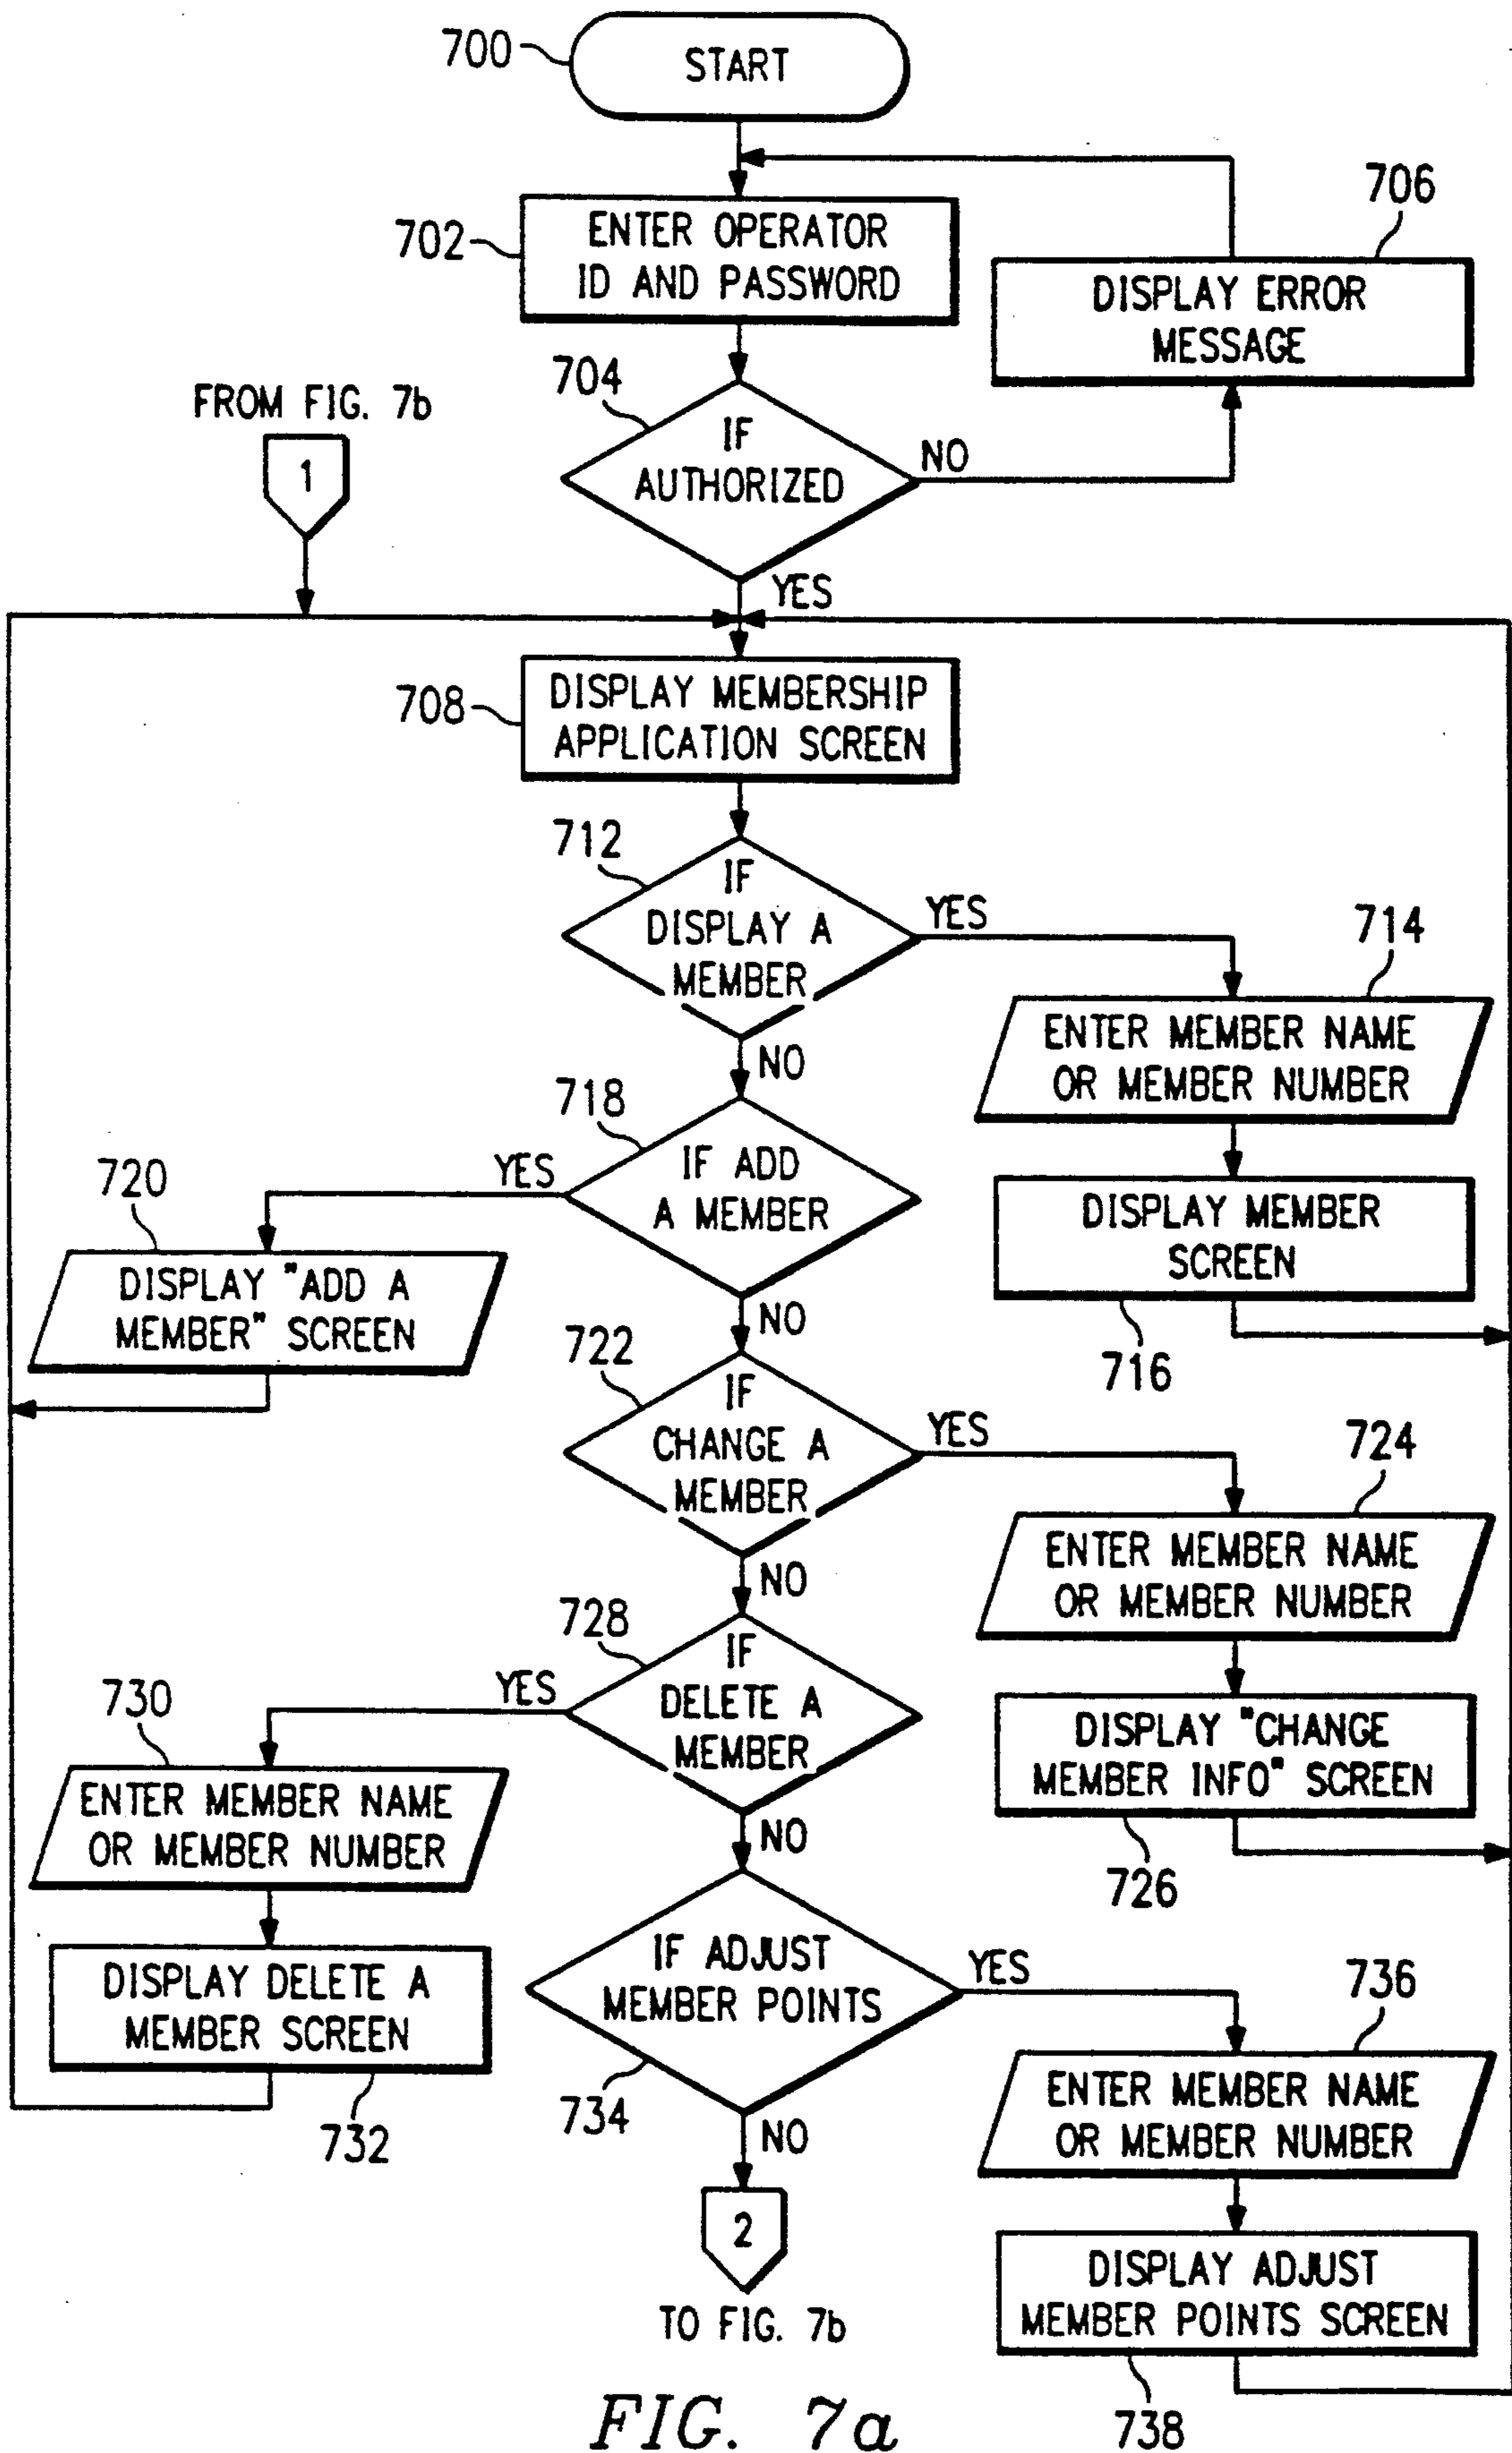 700
START
706
702
ENTER OPERATOR
ID AND PASSWORD
DISPLAY ERROR
MESSAGE
704
FROM FIG. 7b
1
IF
AUTHORIZED
NO
YES
708
DISPLAY MEMBERSHIP
APPLICATION SCREEN
712
IF
DISPLAY A
MEMBER
YES
714
ENTER MEMBER NAME
OR MEMBER NUMBER
NO
718
IF ADD
A MEMBER
YES
720
DISPLAY "ADD A
MEMBER" SCREEN
DISPLAY MEMBER
SCREEN
716
NO
722
IF
CHANGE A
MEMBER
YES
724
ENTER MEMBER NAME
OR MEMBER NUMBER
NO
728
IF
DELETE A
MEMBER
YES
730
ENTER MEMBER NAME
OR MEMBER NUMBER
DISPLAY "CHANGE
MEMBER INFO" SCREEN
726
NO
DISPLAY DELETE A
MEMBER SCREEN
732
IF ADJUST
MEMBER POINTS
734
YES
736
ENTER MEMBER NAME
OR MEMBER NUMBER
NO
2
TO FIG. 7b
DISPLAY ADJUST
MEMBER POINTS SCREEN
738
FIG. 7a